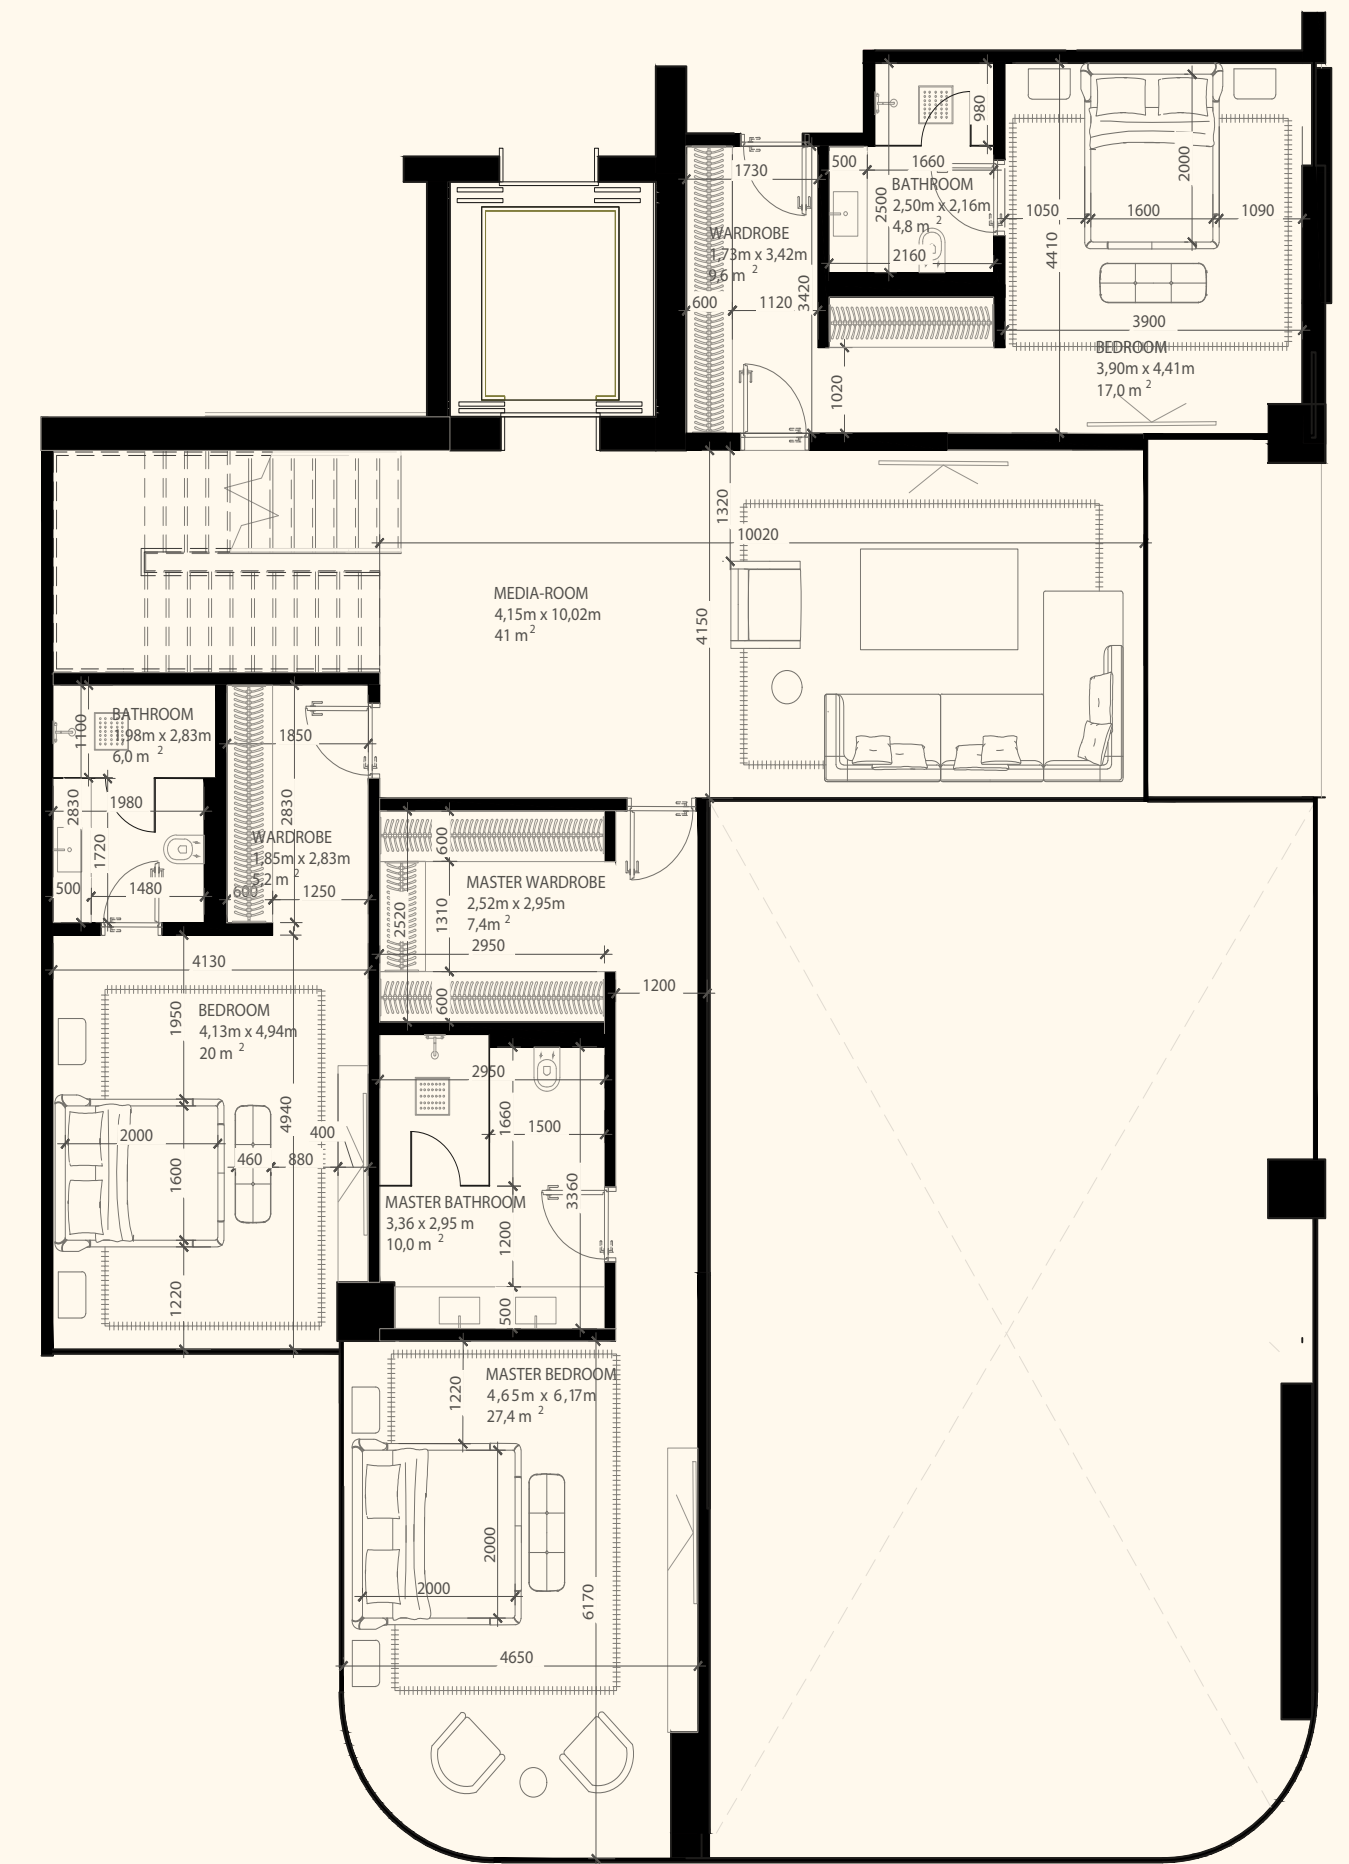 980
2000
500
1660
1730
BATHROOM
2,50m x 2,16m
4,8 m 2
2500
2160
1050
1600
1090
4410
WARDROBE
1,73m x 3,42m
9,6 m 2
600
1120
3420
3900
BEDROOM
3,90m x 4,41m
17,0 m 2
1020
1320
10020
MEDIA-ROOM
4,15m x 10,02m
41 m 2
4150
BATHROOM
1,98m x 2,83m
6,0 m 2
1100
1850
2830
1980
1720
500
1480
2830
WARDROBE
1,85m x 2,83m
5,2 m 2
600
1250
600
MASTER WARDROBE
2,52m x 2,95m
7,4m 2
2520
1310
2950
600
1200
4130
BEDROOM
4,13m x 4,94m
20 m 2
1950
4940
400
2000
460
880
1600
1220
2950
1660
1500
3360
MASTER BATHROOM
3,36 x 2,95 m
10,0 m 2
1200
500
MASTER BEDROOM
4,65m x 6,17m
27,4 m 2
1220
2000
2000
6170
4650